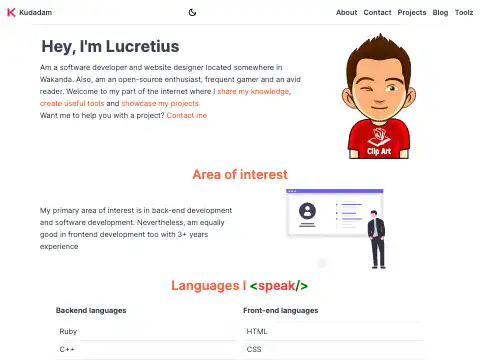 Kudadam
About Contact Projects Blog Toolz
Hey, I'm Lucretius
Am a software developer and website designer located somewhere in
Wakanda. Also, am an open-source enthusiast, frequent gamer and an avid
reader. Welcome to my part of the internet where I share my knowledge,
create useful tools and showcase my projects
Want me to help you with a project? Contact me
Clip Art
Area of interest
My primary area of interest is in back-end development
and software development. Nevertheless, am equally
good in frontend development too with 3+ years
experience
Languages I <speak/>
Backend languages Front-end languages
Ruby HTML
C++ CSS